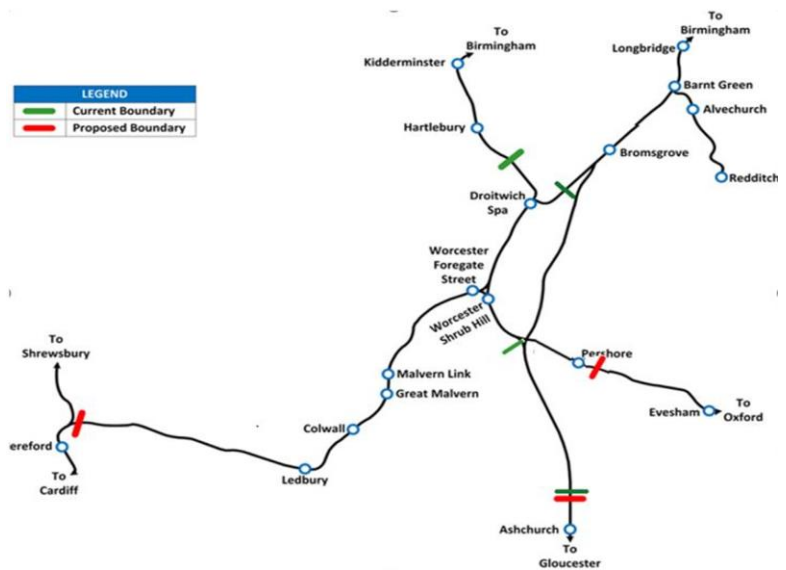 To
Birmingham
To
Birmingham
Longbridge
Kidderminster
Barnt Green
LEGEND
Current Boundary
Proposed Boundary
Alvechurch
Hartlebury
Bromsgrove
Redditch
Droitwich
Spa
Worcester
Foregate
Street
Worcester
Shrub Hill
To
Shrewsbury
Pershore
Malvern Link
Great Malvern
To
Oxford
Evesham
Colwall
ereford
To
Cardiff
Ledbury
Ashchurch
To
Gloucester